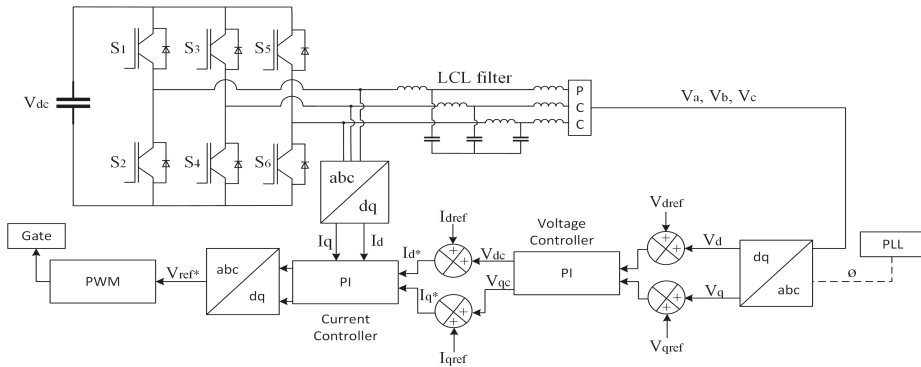 S1
S3
S5
LCL filter
Vdc
P
C
C
Va, Vb, Vc
S2
S4
S6
abc
dq
Iq
Id
Idref
Voltage
Controller
Vdref
Gate
Id*
Vdc
Vd
dq
abc
PLL
ø
PWM
Vref*
abc
dq
PI
PI
Vqc
Vq
Iq*
Current
Controller
Iqref
Vqref